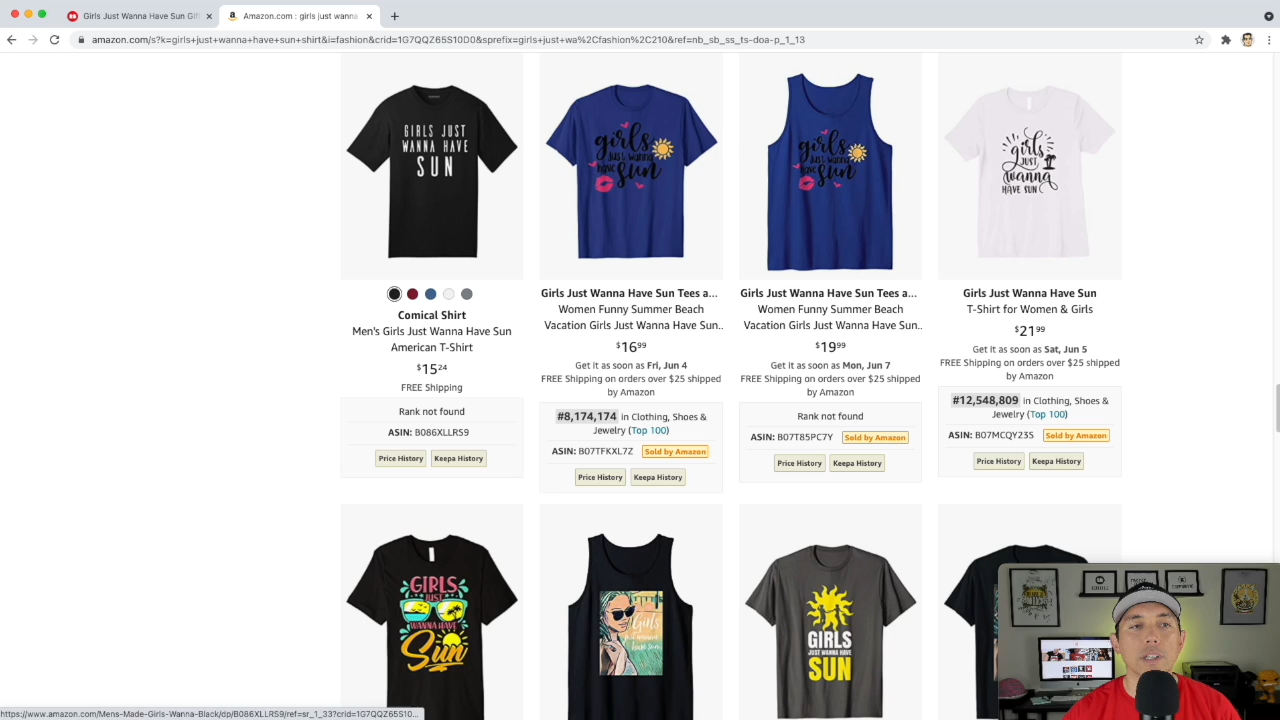 Girls Just Wanna Have Sun Gif
Amazon.com : girls just wanna
amazon.com/s?k=girls+just+wanna+have+sun+shirt&i=fashion&crid=1G7QQZ65S10D0&sprefix=girls+just+wa%2Cfashion%2C210&ref=nb_sb_ss_ts-doa-p_1_13
GIRLS JUST
WANNA HAVE
SUN
girls
just wanna
have sun
girls
just wanna
have sun
girls
JUST
wanna
HAVE SUN
Comical Shirt
Men's Girls Just Wanna Have Sun
American T-Shirt
$15.24
FREE Shipping
Rank not found
ASIN: B086XLLRS9
Price History
Keepa History
Girls Just Wanna Have Sun Tees a...
Women Funny Summer Beach
Vacation Girls Just Wanna Have Sun..
$16.99
Get it as soon as Fri, Jun 4
FREE Shipping on orders over $25 shipped
by Amazon
#8,174,174 in Clothing, Shoes &
Jewelry (Top 100)
ASIN: B07TFKXL7Z Sold by Amazon
Price History
Keepa History
Girls Just Wanna Have Sun Tees a...
Women Funny Summer Beach
Vacation Girls Just Wanna Have Sun..
$19.99
Get it as soon as Mon, Jun 7
FREE Shipping on orders over $25 shipped
by Amazon
Rank not found
ASIN: B07T85PC7Y Sold by Amazon
Price History
Keepa History
Girls Just Wanna Have Sun
T-Shirt for Women & Girls
$21.99
Get it as soon as Sat, Jun 5
FREE Shipping on orders over $25 shipped
by Amazon
#12,548,809 in Clothing, Shoes &
Jewelry (Top 100)
ASIN: B07MCQY23S Sold by Amazon
Price History
Keepa History
GIRLS
JUST
WANNA HAVE
Sun
Girls
just wanna
have sun
GIRLS
JUST WANNA HAVE
SUN
https://www.amazon.com/Mens-Made-Girls-Wanna-Black/dp/B086XLLRS9/ref=sr_1_33?crid=1G7QQZ65S10...